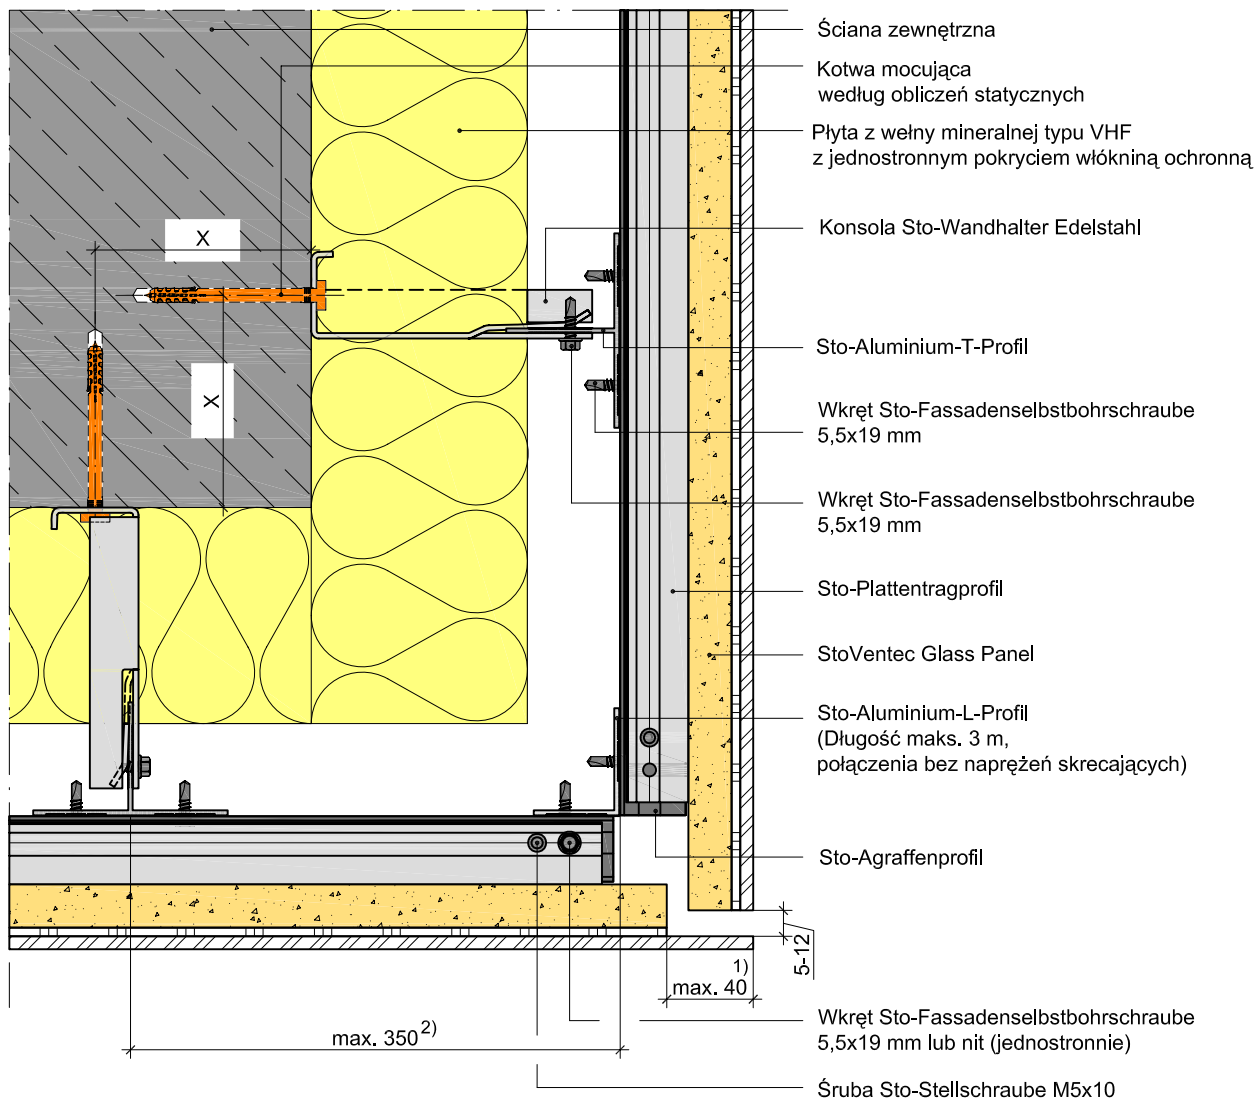 Ściana zewnętrzna
Kotwa mocująca
według obliczeń statycznych
Płyta z wełny mineralnej typu VHF
z jednostronnym pokryciem włókniną ochronną
X
Konsola Sto-Wandhalter Edelstahl
Sto-Aluminium-T-Profil
X
Wkręt Sto-Fassadenselbstbohrschraube
5,5x19 mm
Wkręt Sto-Fassadenselbstbohrschraube
5,5x19 mm
Sto-Plattentragprofil
StoVentec Glass Panel
Sto-Aluminium-L-Profil
(Długość maks. 3 m,
połączenia bez naprężeń skrecających)
Sto-Agraffenprofil
5-12
1)
max. 40
max. 350 2)
Wkręt Sto-Fassadenselbstbohrschraube
5,5x19 mm lub nit (jednostronnie)
Śruba Sto-Stellschraube M5x10